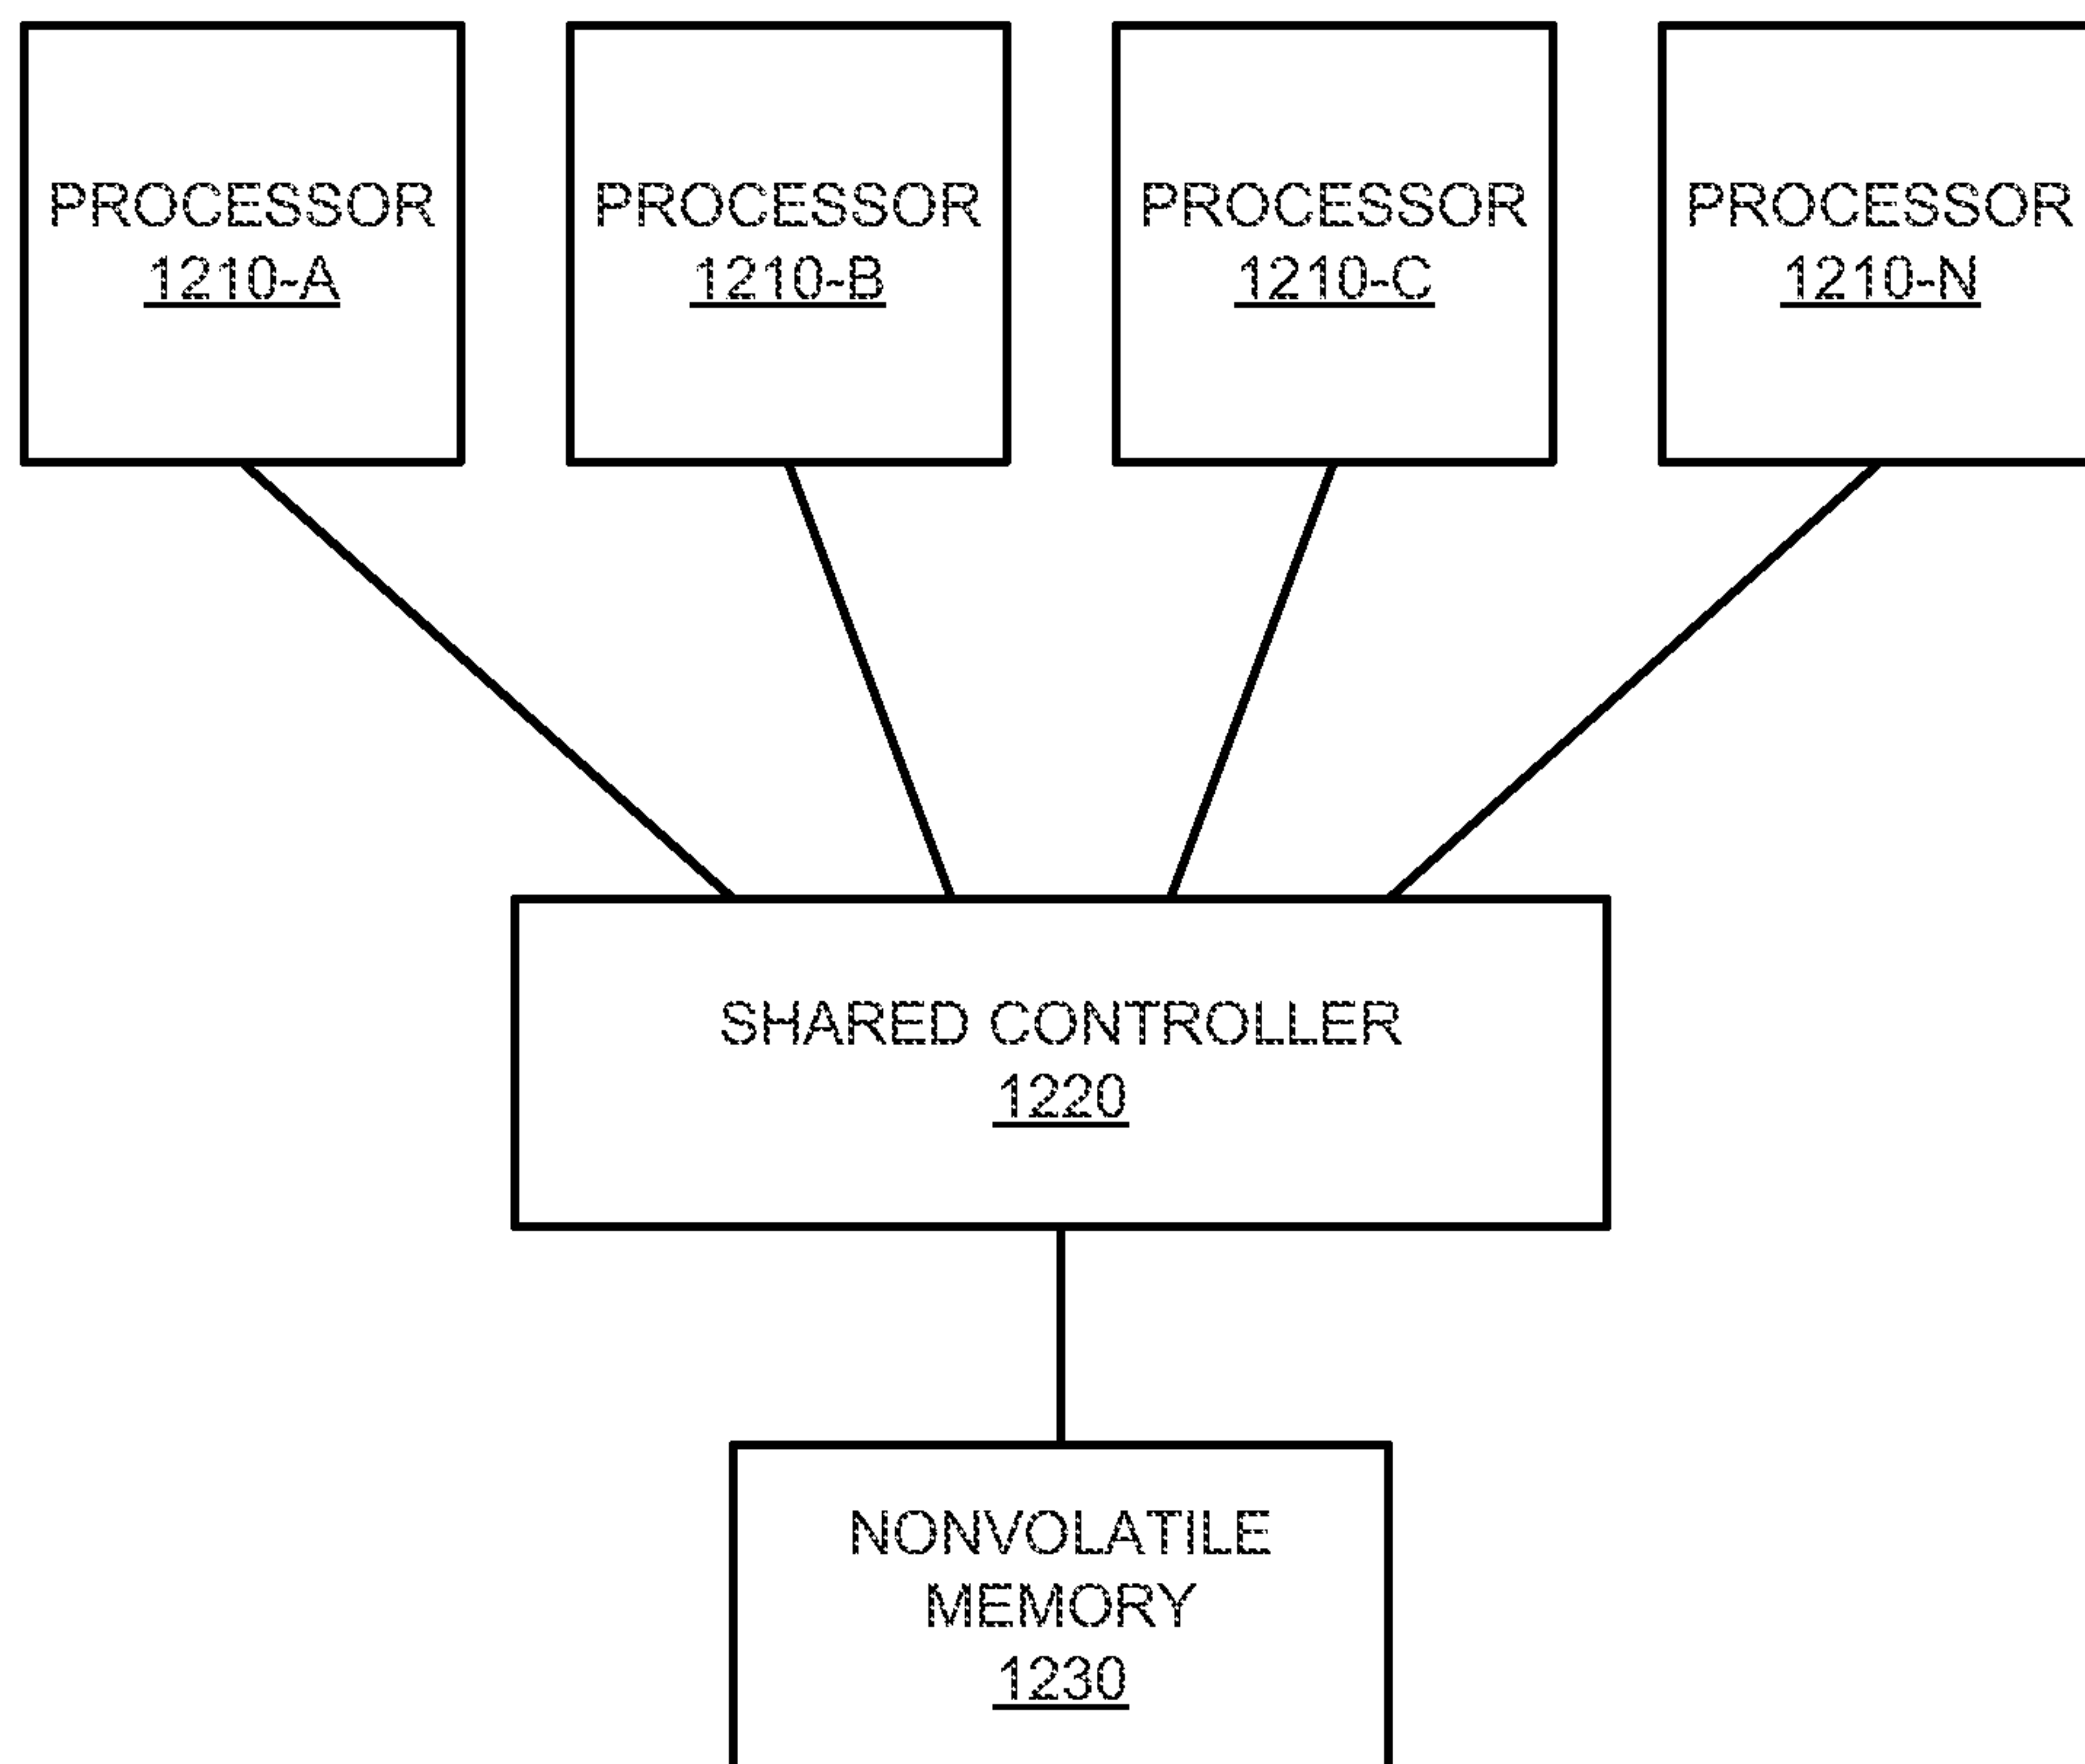 PROCESSOR
1210-A
PROCESSOR
1210-B
PROCESSOR
1210-C
PROCESSOR
1210-N
SHARED CONTROLLER
1220
NONVOLATILE
MEMORY
1230